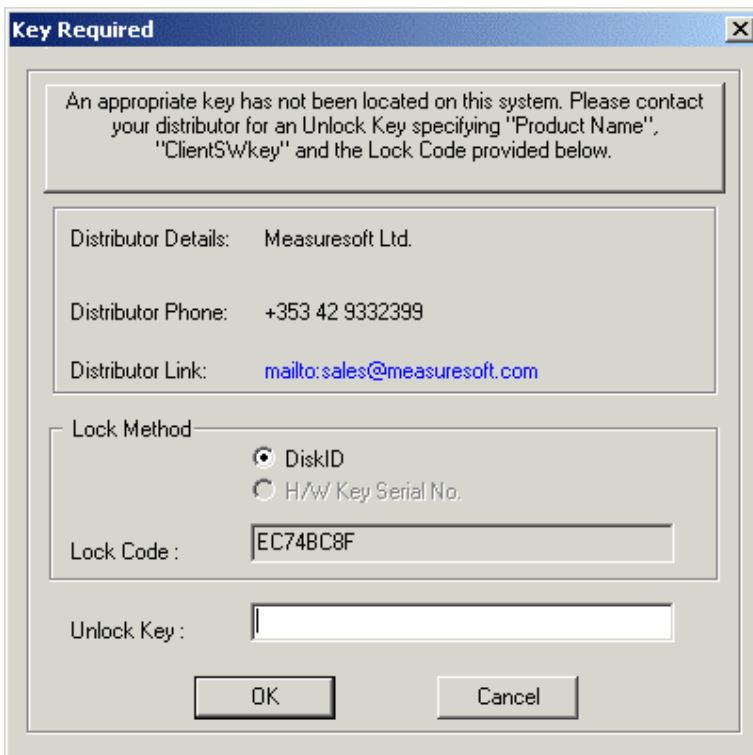 Key Required
An appropriate key has not been located on this system. Please contact
your distributor for an Unlock Key specifying "Product Name",
"ClientSWkey" and the Lock Code provided below.
Distributor Details: Measuresoft Ltd.
Distributor Phone: +353 42 9332399
Distributor Link: mailto:sales@measuresoft.com
Lock Method
DiskID
H/W Key Serial No.
Lock Code : EC74BC8F
Unlock Key :
OK Cancel